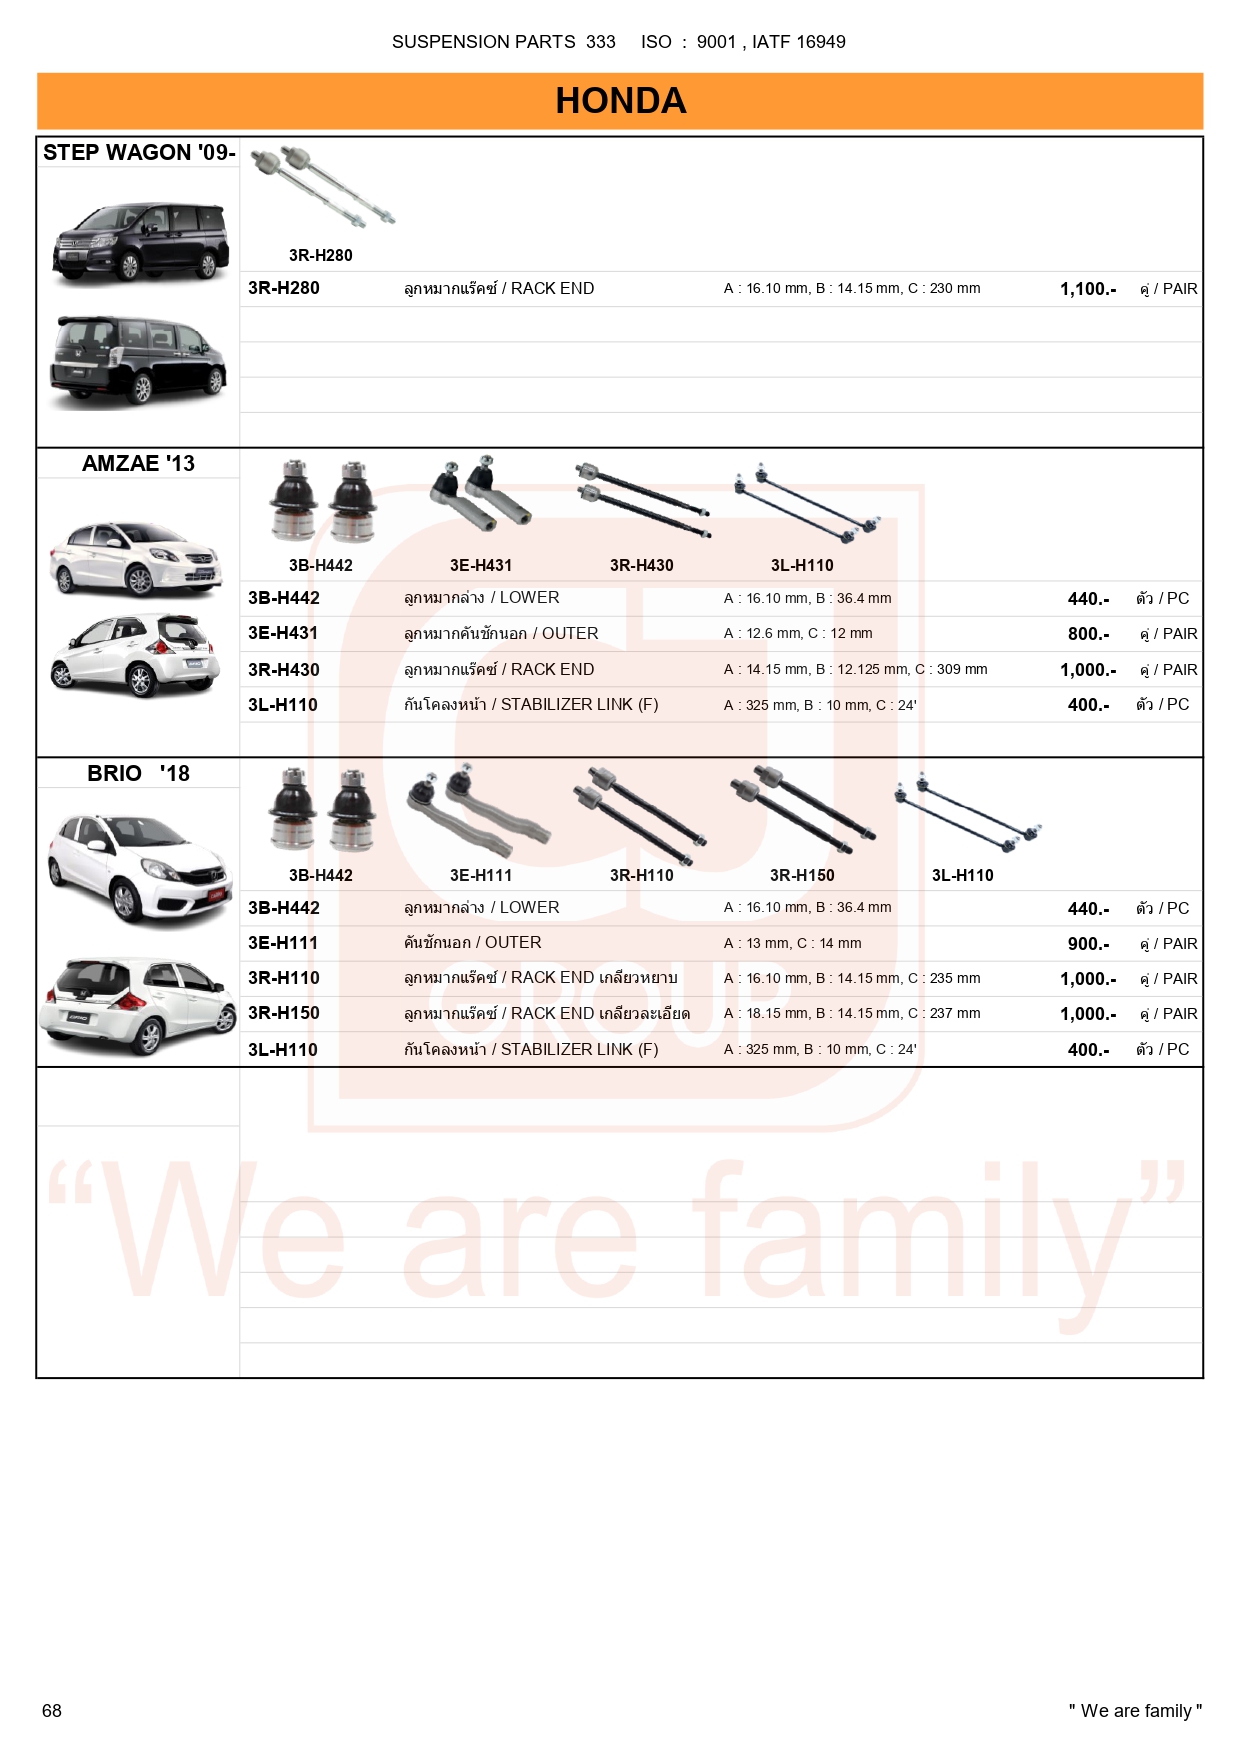 SUSPENSION PARTS  333     ISO  :  9001 , IATF 16949
HONDA
STEP WAGON '09-
3R-H280
3R-H280 ลูกหมากแร๊คซ์ / RACK END A : 16.10 mm, B : 14.15 mm, C : 230 mm 1,100.- คู่ / PAIR
AMZAE '13
3B-H442 3E-H431 3R-H430 3L-H110
3B-H442 ลูกหมากล่าง / LOWER A : 16.10 mm, B : 36.4 mm 440.- ตัว / PC
3E-H431 ลูกหมากคันชักนอก / OUTER A : 12.6 mm, C : 12 mm 800.- คู่ / PAIR
3R-H430 ลูกหมากแร๊คซ์ / RACK END A : 14.15 mm, B : 12.125 mm, C : 309 mm 1,000.- คู่ / PAIR
3L-H110 กันโคลงหน้า / STABILIZER LINK (F) A : 325 mm, B : 10 mm, C : 24' 400.- ตัว / PC
BRIO   '18
3B-H442 3E-H111 3R-H110 3R-H150 3L-H110
3B-H442 ลูกหมากล่าง / LOWER A : 16.10 mm, B : 36.4 mm 440.- ตัว / PC
3E-H111 คันชักนอก / OUTER A : 13 mm, C : 14 mm 900.- คู่ / PAIR
3R-H110 ลูกหมากแร๊คซ์ / RACK END เกลียวหยาบ A : 16.10 mm, B : 14.15 mm, C : 235 mm 1,000.- คู่ / PAIR
3R-H150 ลูกหมากแร๊คซ์ / RACK END เกลียวละเอียด A : 18.15 mm, B : 14.15 mm, C : 237 mm 1,000.- คู่ / PAIR
3L-H110 กันโคลงหน้า / STABILIZER LINK (F) A : 325 mm, B : 10 mm, C : 24' 400.- ตัว / PC
CJ
GROUP
“We are family”
68 " We are family "